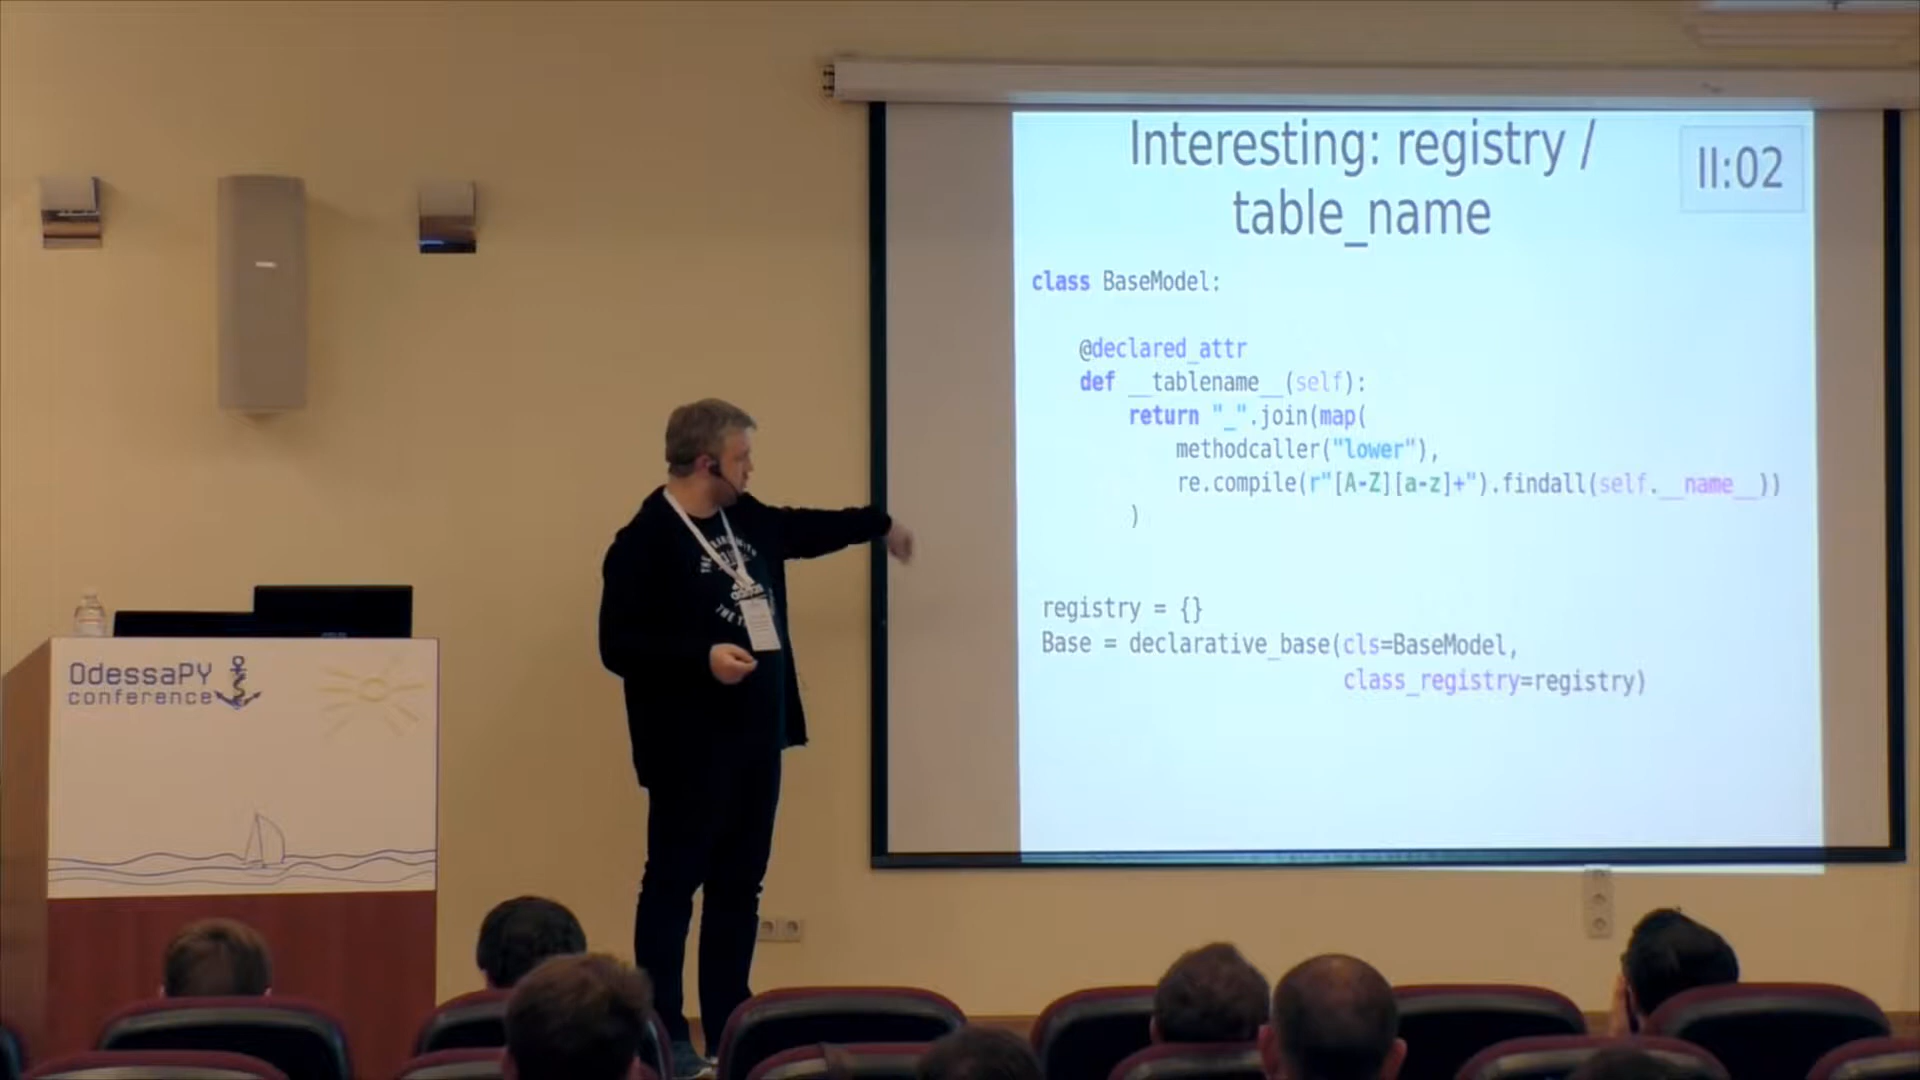 Interesting: registry /
table_name
II:02
class BaseModel:
@declared_attr
def __tablename__(self):
return "_".join(map(
methodcaller("lower"),
re.compile(r"[A-Z][a-z]+").findall(self.__name__))
)
registry = {}
Base = declarative_base(cls=BaseModel,
class_registry=registry)
OdessaPY
conference